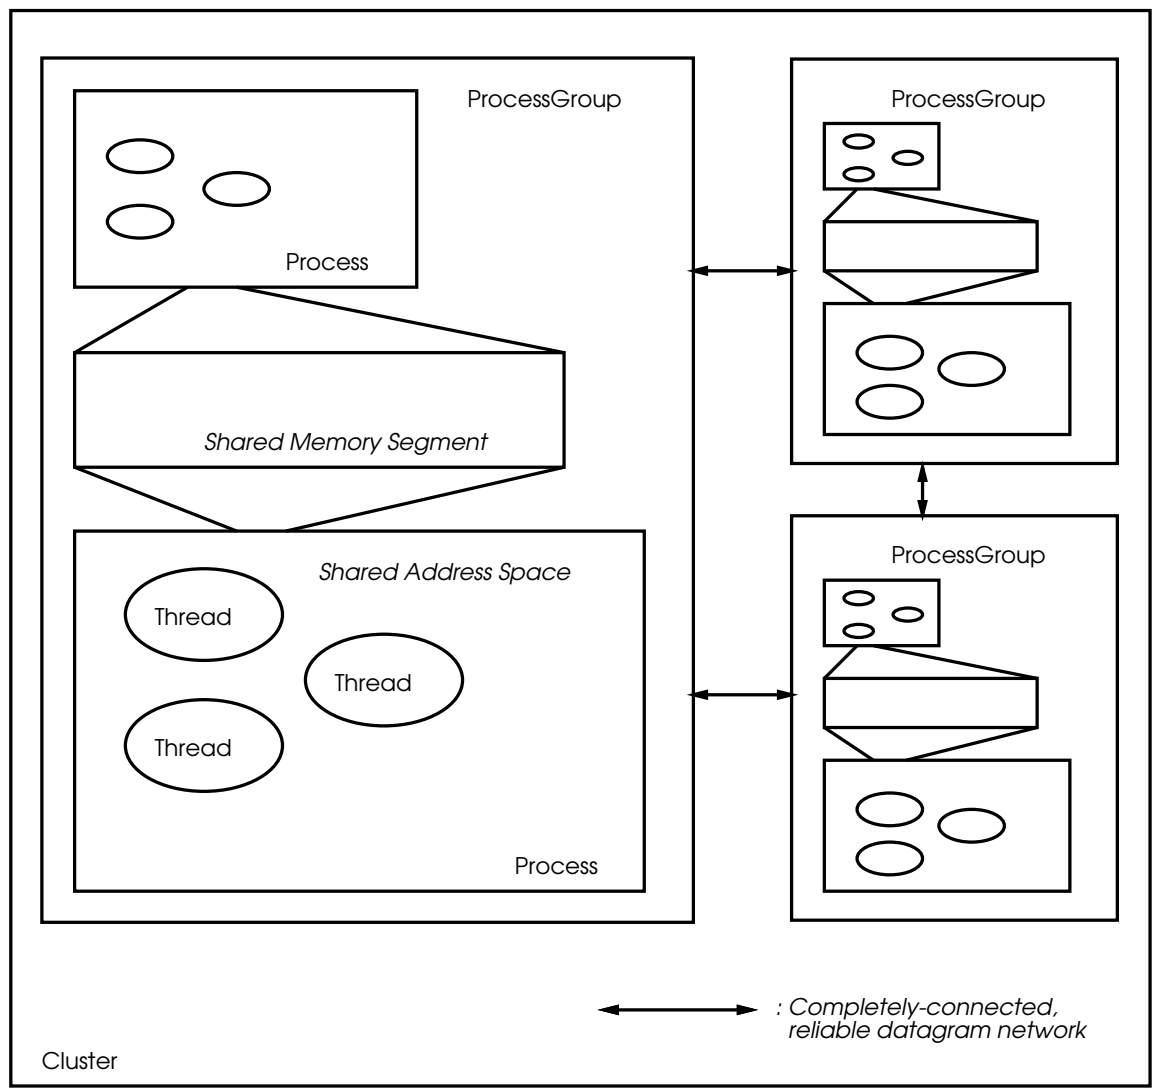 ProcessGroup
Process
Shared Memory Segment
Shared Address Space
Thread
Thread
Thread
Process
ProcessGroup
ProcessGroup
: Completely-connected,
reliable datagram network
Cluster